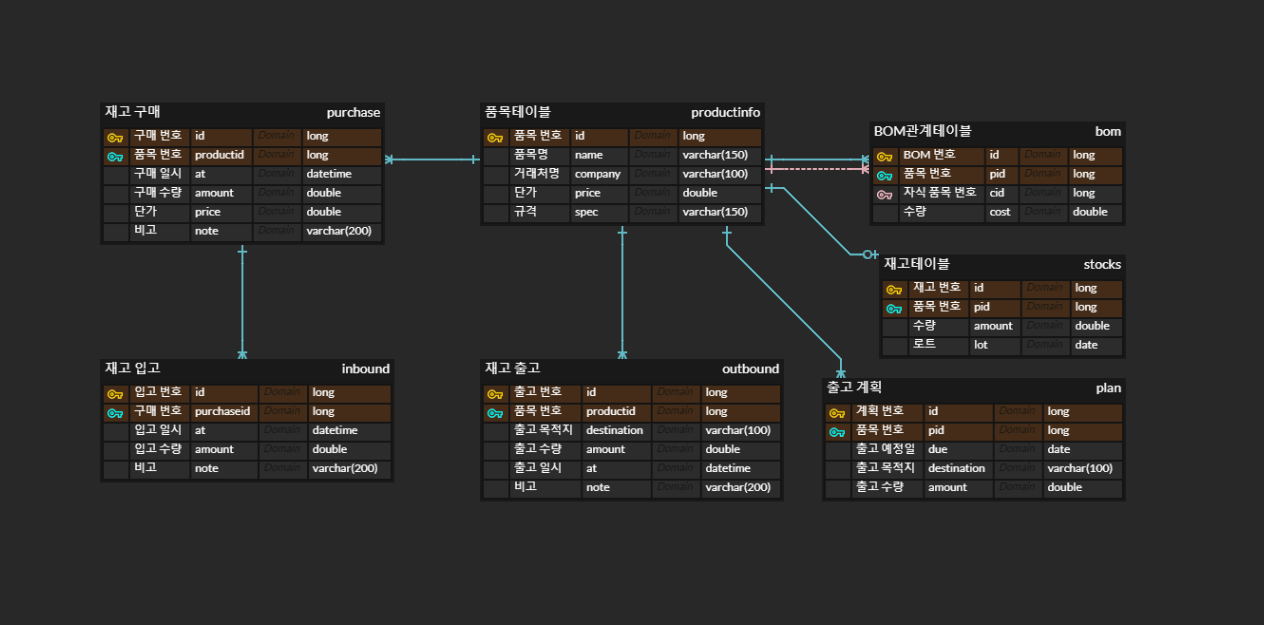 재고 구매 purchase
구매 번호 id Domain long
품목 번호 productid Domain long
구매 일시 at Domain datetime
구매 수량 amount Domain double
단가 price Domain double
비고 note Domain varchar(200)
품목테이블 productinfo
품목 번호 id Domain long
품목명 name Domain varchar(150)
거래처명 company Domain varchar(100)
단가 price Domain double
규격 spec Domain varchar(150)
BOM관계테이블 bom
BOM 번호 id Domain long
품목 번호 pid Domain long
자식 품목 번호 cid Domain long
수량 cost Domain double
재고테이블 stocks
재고 번호 id Domain long
품목 번호 pid Domain long
수량 amount Domain double
로트 lot Domain date
재고 입고 inbound
입고 번호 id Domain long
구매 번호 purchaseid Domain long
입고 일시 at Domain datetime
입고 수량 amount Domain double
비고 note Domain varchar(200)
재고 출고 outbound
출고 번호 id Domain long
품목 번호 productid Domain long
출고 목적지 destination Domain varchar(100)
출고 수량 amount Domain double
출고 일시 at Domain datetime
비고 note Domain varchar(200)
출고 계획 plan
계획 번호 id Domain long
품목 번호 pid Domain long
출고 예정일 due Domain date
출고 목적지 destination Domain varchar(100)
출고 수량 amount Domain double